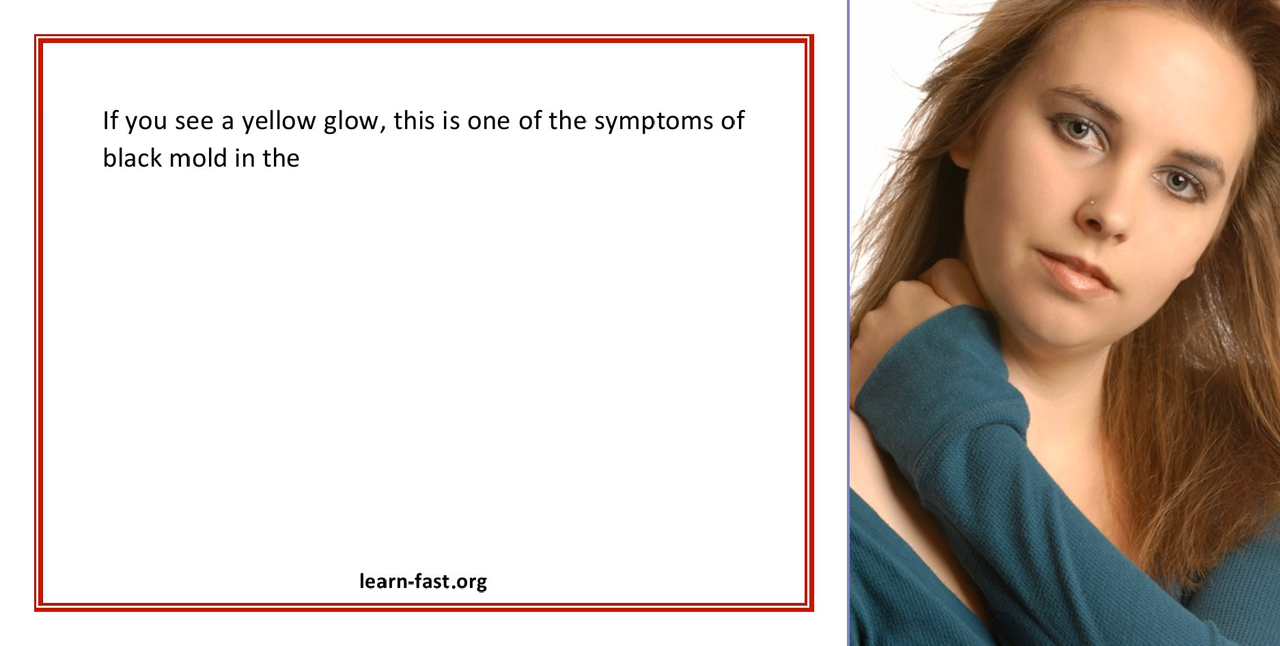 If you see a yellow glow, this is one of the symptoms of
black mold in the
learn-fast.org